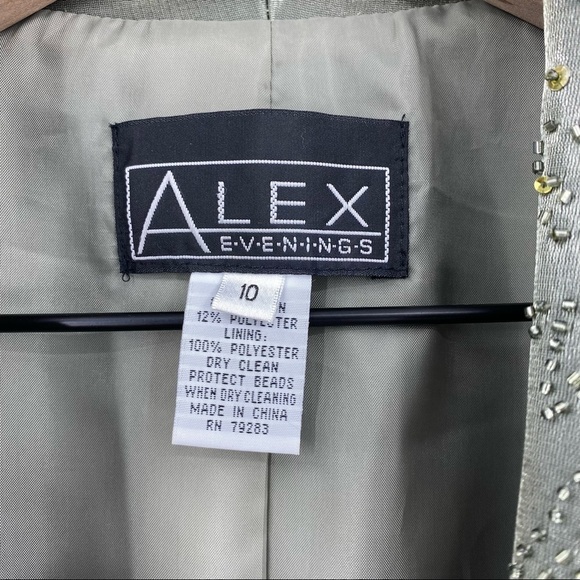 ALEX
E·V·E·N·I·N·G·S
10
12% POLYESTER
LINING:
100% POLYESTER
DRY CLEAN
PROTECT BEADS
WHEN DRY CLEANING
MADE IN CHINA
RN 79283